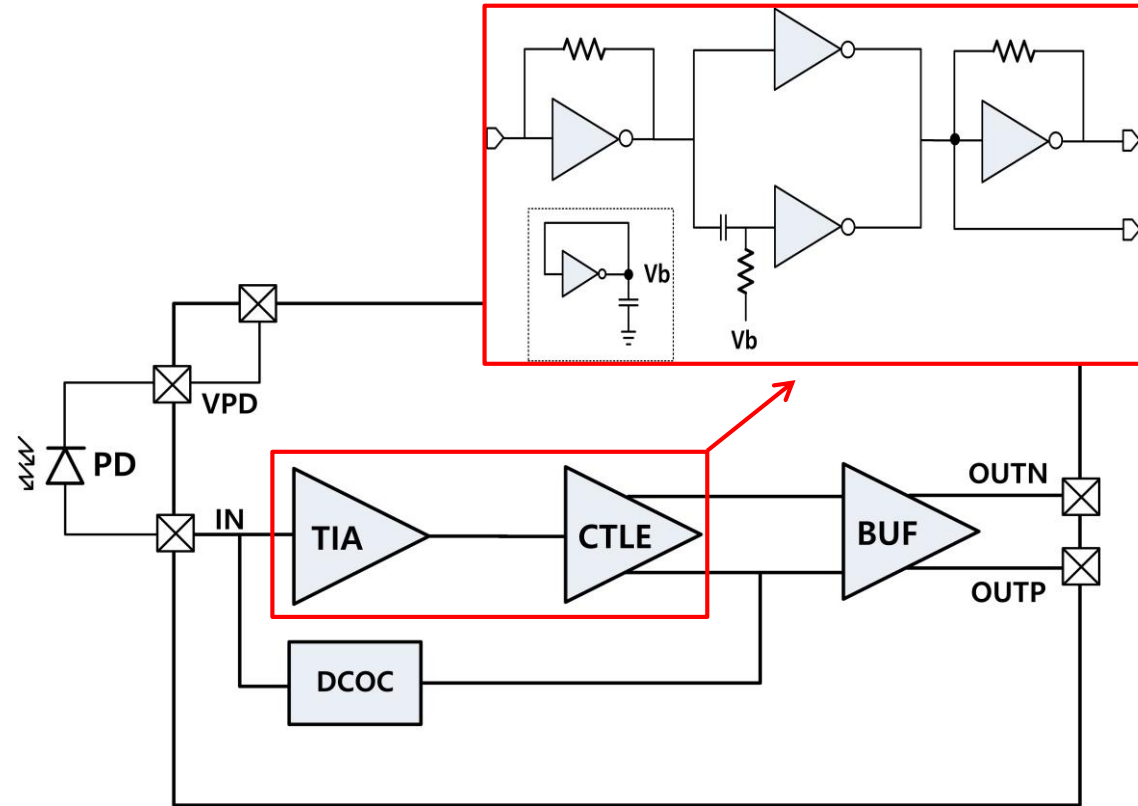 Vb
Vb
VPD
PD
IN
TIA
CTLE
BUF
OUTN
OUTP
DCOC